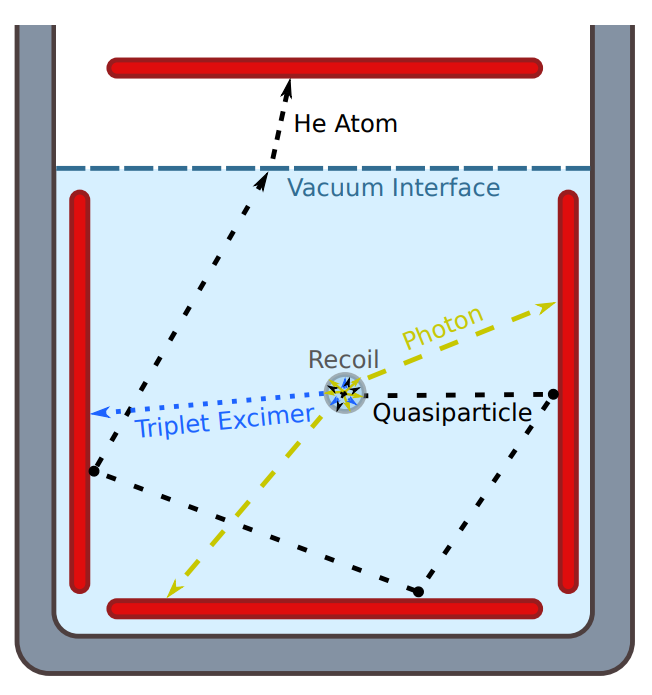 He Atom
Vacuum Interface
Photon
Recoil
Quasiparticle
Triplet Excimer